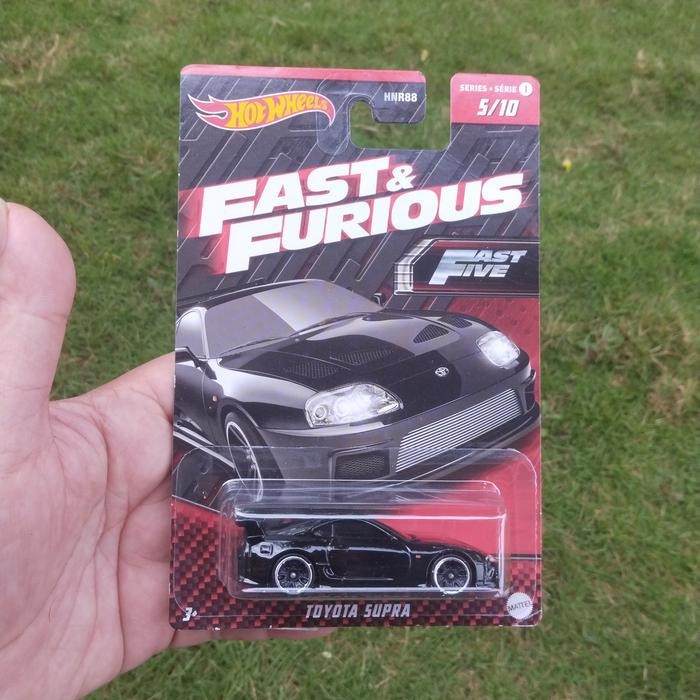 HOT WHEELS
HNR88
SERIES • SÉRIE 1
5/10
FAST &
FURIOUS
FAST
FIVE
3+
TOYOTA SUPRA
MATTEL